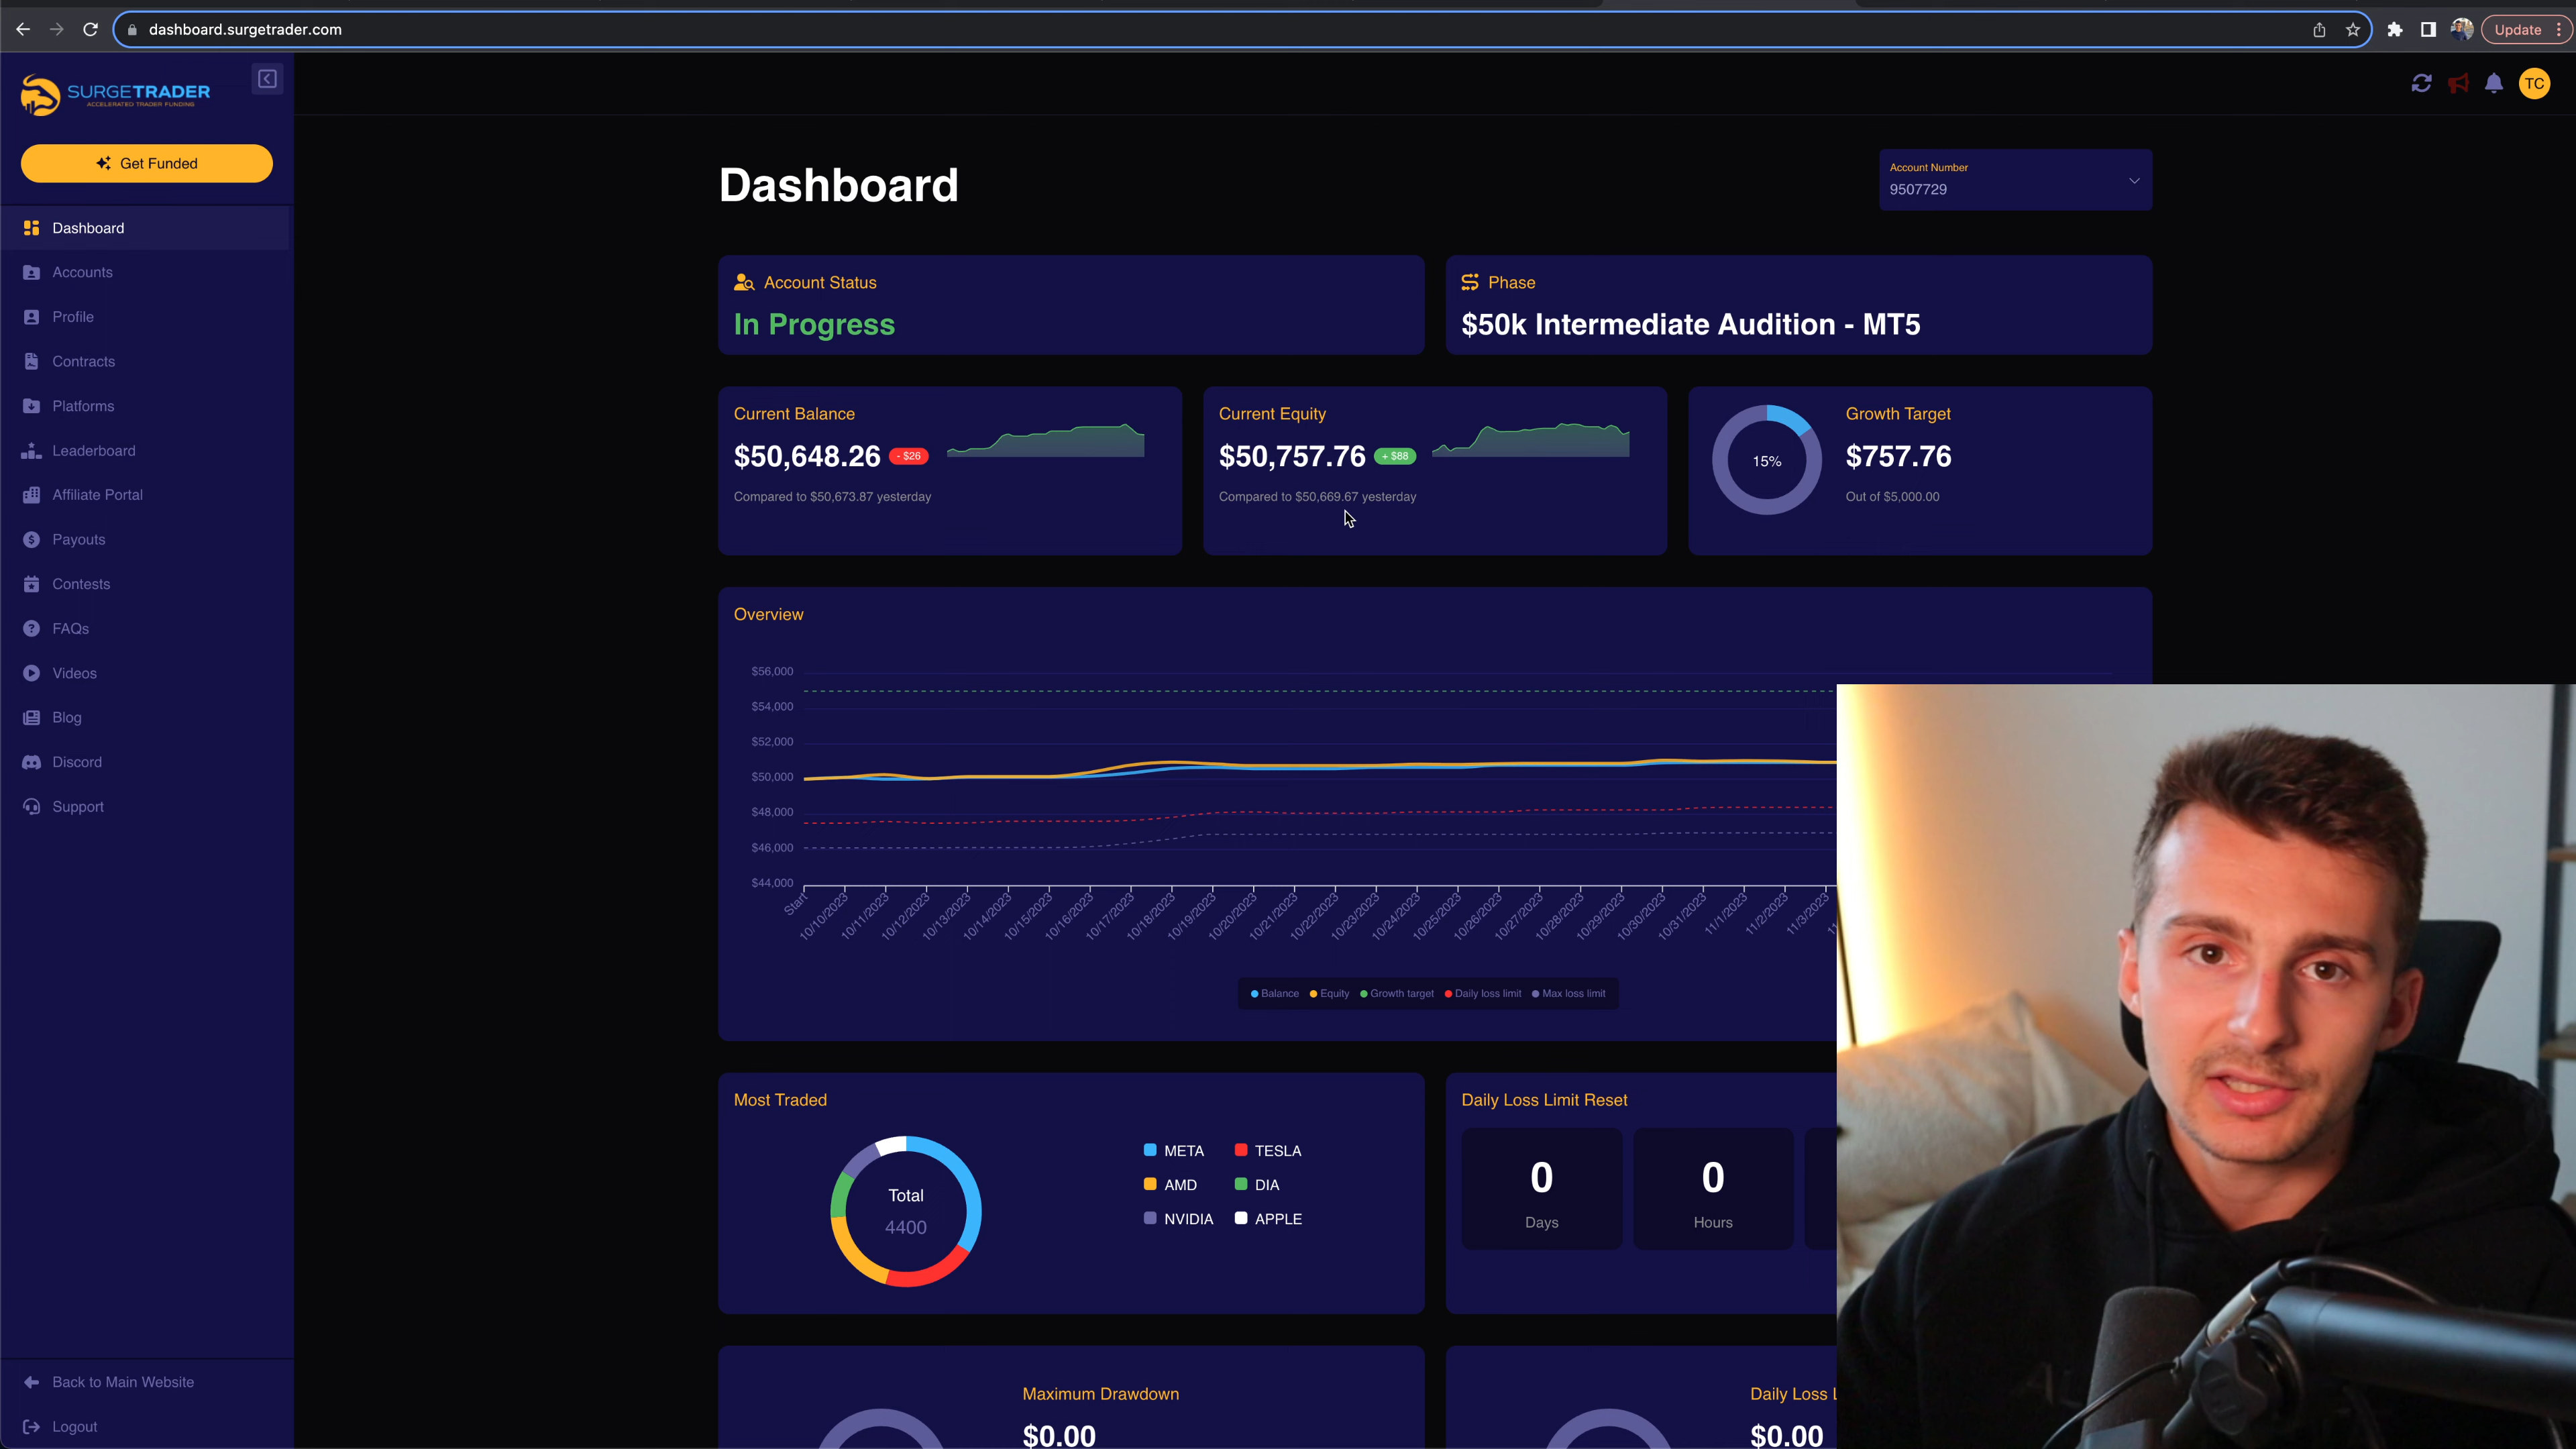 dashboard.surgetrader.com
Update
SURGETRADER
ACCELERATED TRADER FUNDING
TC
Get Funded
Dashboard
Accounts
Profile
Contracts
Platforms
Leaderboard
Affiliate Portal
Payouts
Contests
FAQs
Videos
Blog
Discord
Support
Back to Main Website
Logout
Dashboard
Account Number
9507729
Account Status
In Progress
Phase
$50k Intermediate Audition - MT5
Current Balance
$50,648.26 - $26
Compared to $50,673.87 yesterday
Current Equity
$50,757.76 + $88
Compared to $50,669.67 yesterday
15%
Growth Target
$757.76
Out of $5,000.00
Overview
$56,000
$54,000
$52,000
$50,000
$48,000
$46,000
$44,000
Start
10/10/2023
10/11/2023
10/12/2023
10/13/2023
10/14/2023
10/15/2023
10/16/2023
10/17/2023
10/18/2023
10/19/2023
10/20/2023
10/21/2023
10/22/2023
10/23/2023
10/24/2023
10/25/2023
10/26/2023
10/27/2023
10/28/2023
10/29/2023
10/30/2023
10/31/2023
11/1/2023
11/2/2023
11/3/2023
Balance Equity Growth target Daily loss limit Max loss limit
Most Traded
Total
4400
META TESLA
AMD DIA
NVIDIA APPLE
Daily Loss Limit Reset
0
Days
0
Hours
Maximum Drawdown
$0.00
Daily Loss L
$0.00